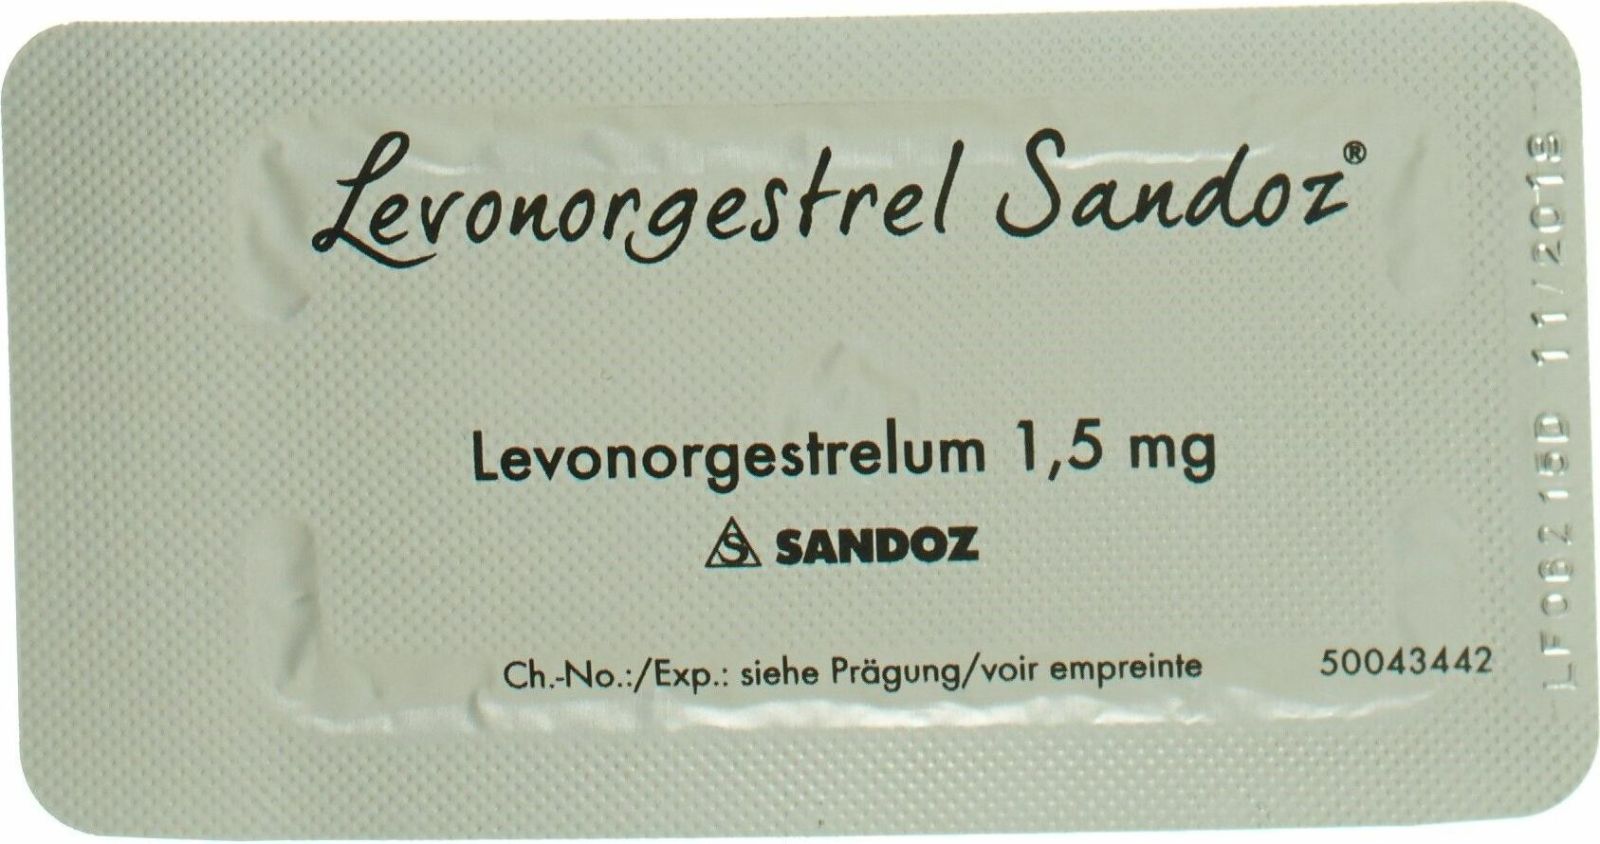 Levonorgestrel Sandoz®
Levonorgestrelum 1,5 mg
SANDOZ
Ch.-No.:/Exp.: siehe Prägung/voir empreinte
50043442
LF06215D 11/2018